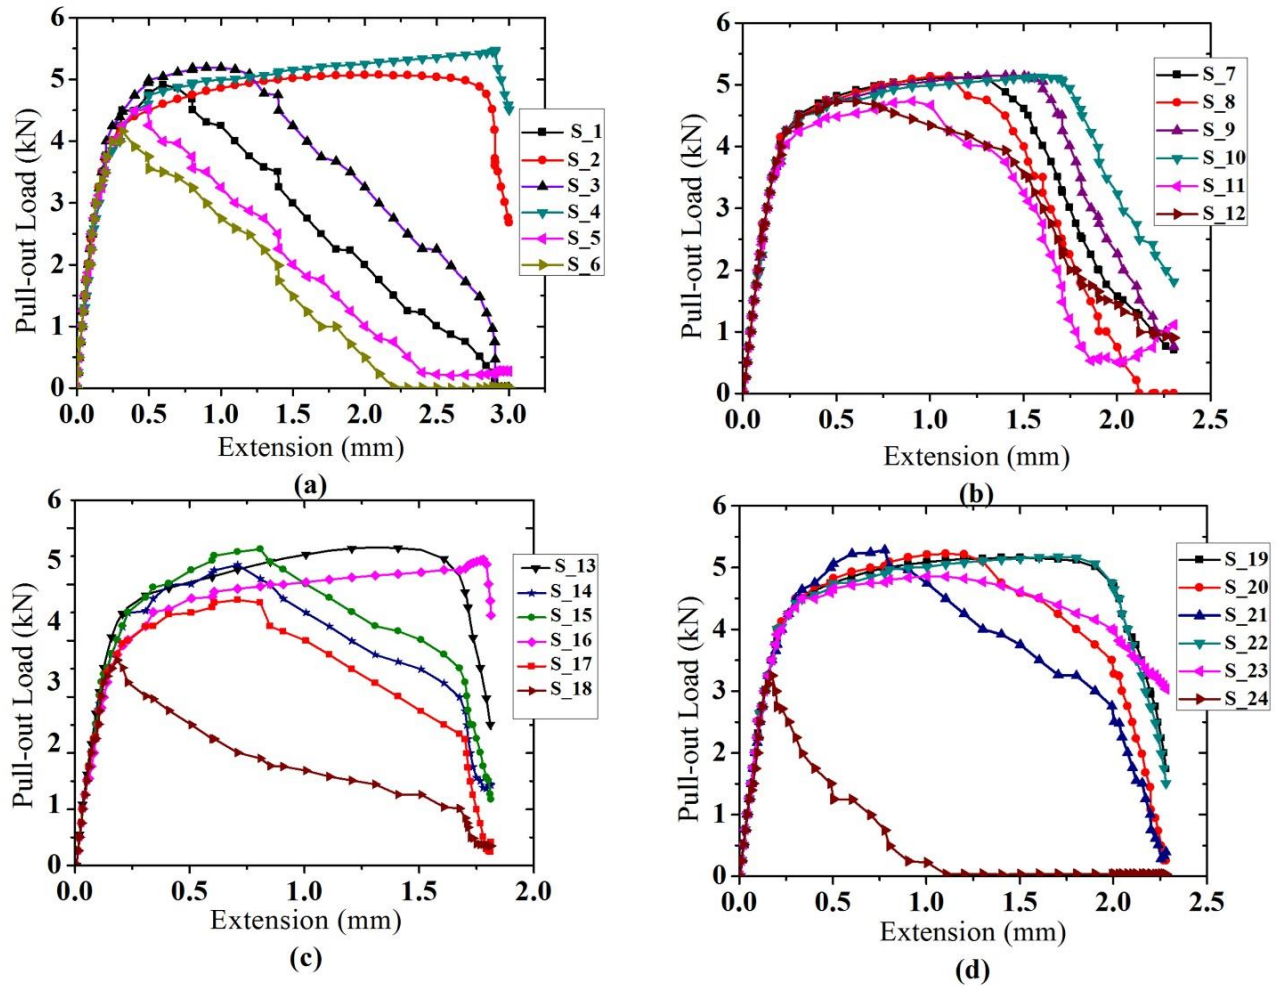 6
5
4
3
2
1
0
Pull-out Load (kN)
0.0 0.5 1.0 1.5 2.0 2.5 3.0
Extension (mm)
(a)
S_1
S_2
S_3
S_4
S_5
S_6
6
5
4
3
2
1
0
Pull-out Load (kN)
0.0 0.5 1.0 1.5 2.0 2.5
Extension (mm)
(b)
S_7
S_8
S_9
S_10
S_11
S_12
6
5
4
3
2
1
0
Pull-out Load (kN)
0.0 0.5 1.0 1.5 2.0
Extension (mm)
(c)
S_13
S_14
S_15
S_16
S_17
S_18
6
5
4
3
2
1
0
Pull-out Load (kN)
0.0 0.5 1.0 1.5 2.0 2.5
Extension (mm)
(d)
S_19
S_20
S_21
S_22
S_23
S_24